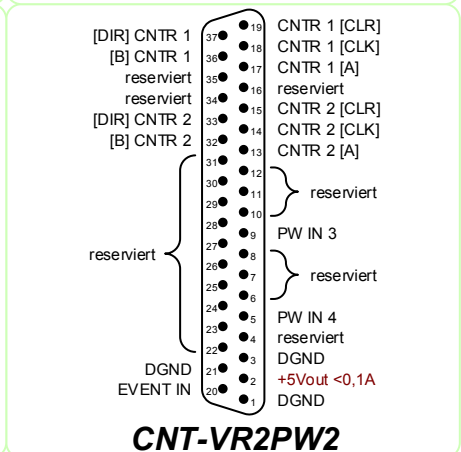 [DIR] CNTR 1 37 19 CNTR 1 [CLR]
[B] CNTR 1 36 18 CNTR 1 [CLK]
reserviert 35 17 CNTR 1 [A]
reserviert 34 16 reserviert
[DIR] CNTR 2 33 15 CNTR 2 [CLR]
[B] CNTR 2 32 14 CNTR 2 [CLK]
31 13 CNTR 2 [A]
30 12
29 11 reserviert
28 10
27 9 PW IN 3
reserviert 26 8
25 7 reserviert
24 6
23 5 PW IN 4
22 4 reserviert
DGND 21 3 DGND
EVENT IN 20 2 +5Vout <0,1A
1 DGND
CNT-VR2PW2